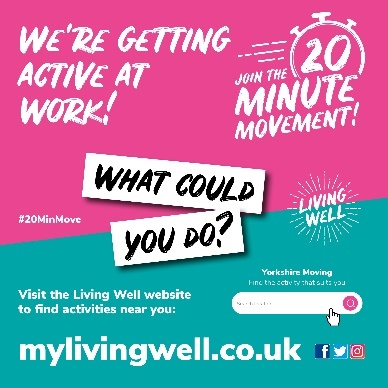 WE'RE GETTING
ACTIVE AT
WORK!
JOIN THE 20
MINUTE
MOVEMENT!
WHAT COULD
YOU DO?
#20MinMove
LIVING
WELL
Yorkshire Moving
Find the activity that suits you
Visit the Living Well website
to find activities near you:
mylivingwell.co.uk